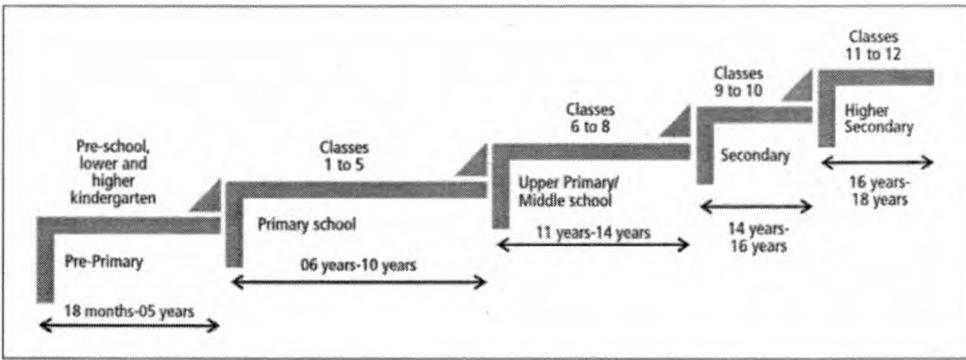 Pre-school,
lower and
higher
kindergarten
Pre-Primary
18 months-05 years
Classes
1 to 5
Primary school
06 years-10 years
Classes
6 to 8
Upper Primary/
Middle school
11 years-14 years
Classes
9 to 10
Secondary
14 years-
16 years
Classes
11 to 12
Higher
Secondary
16 years-
18 years